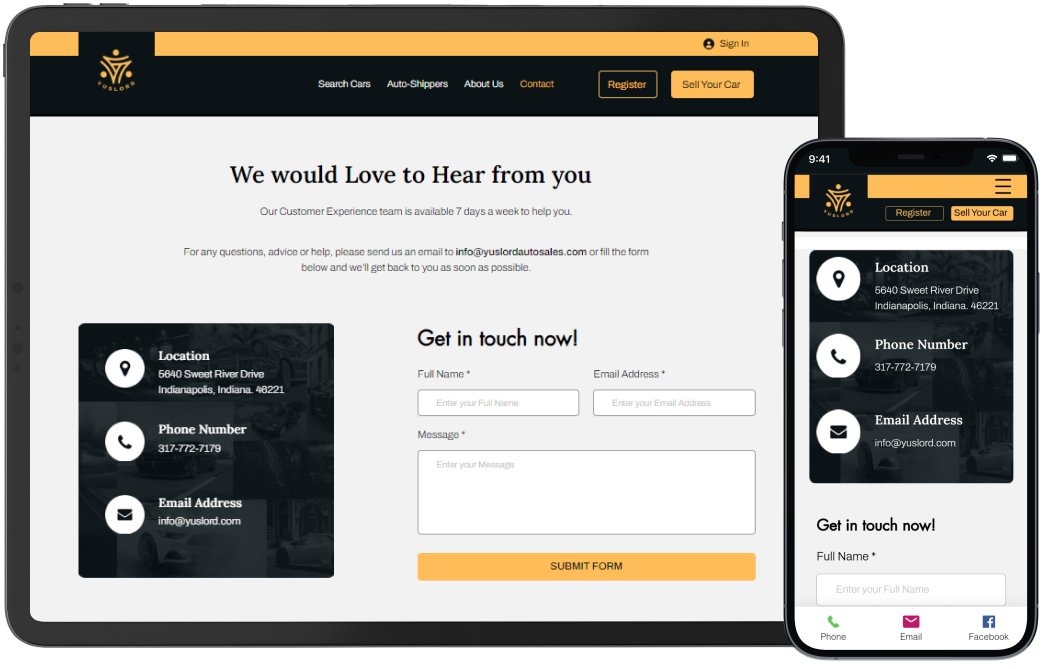 Sign In
YUSLORD
Search Cars Auto-Shippers About Us Contact Register Sell Your Car
We would Love to Hear from you
Our Customer Experience team is available 7 days a week to help you.
For any questions, advice or help, please send us an email to info@yuslordautosales.com or fill the form
below and we'll get back to you as soon as possible.
Location
5640 Sweet River Drive
Indianapolis, Indiana. 46221
Phone Number
317-772-7179
Email Address
info@yuslord.com
Get in touch now!
Full Name * Email Address *
Enter your Full Name Enter your Email Address
Message *
Enter your Message
SUBMIT FORM
9:41
YUSLORD
Register Sell Your Car
Location
5640 Sweet River Drive
Indianapolis, Indiana. 46221
Phone Number
317-772-7179
Email Address
info@yuslord.com
Get in touch now!
Full Name *
Enter your Full Name
Phone Email Facebook